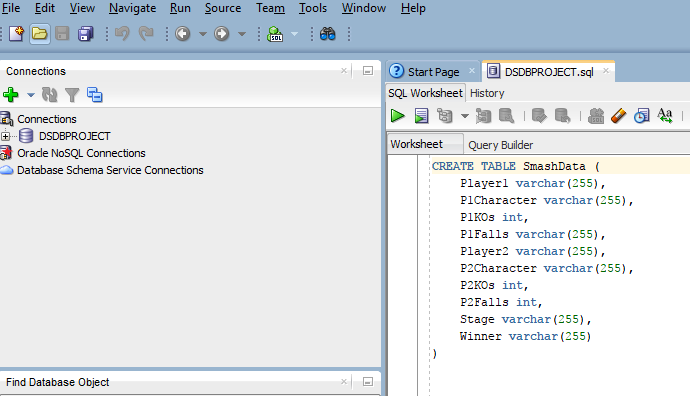 File Edit View Navigate Run Source Team Tools Window Help
SQL
Connections
Connections
DSDBPROJECT
Oracle NoSQL Connections
Database Schema Service Connections
Find Database Object
Start Page DSDBPROJECT.sql
SQL Worksheet History
Aa
Worksheet Query Builder
CREATE TABLE SmashData (
Player1 varchar(255),
P1Character varchar(255),
P1KOs int,
P1Falls varchar(255),
Player2 varchar(255),
P2Character varchar(255),
P2KOs int,
P2Falls int,
Stage varchar(255),
Winner varchar(255)
)